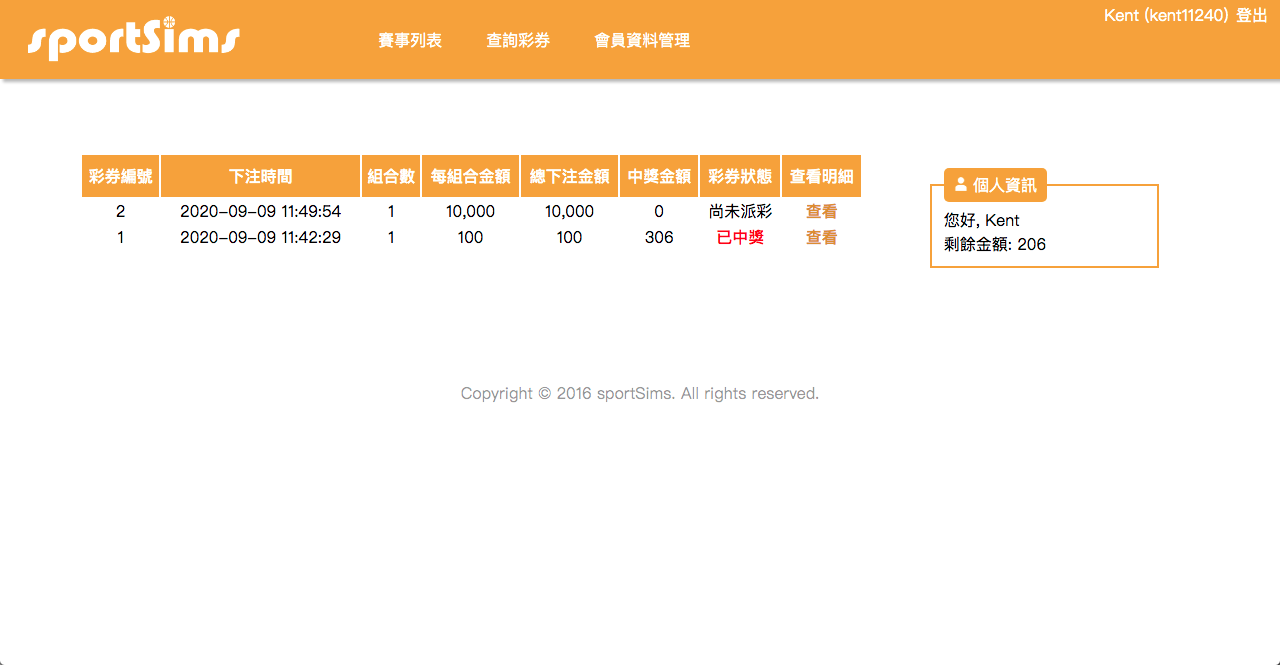 Kent (kent11240) 登出
sportSims 賽事列表 查詢彩券 會員資料管理
彩券編號 下注時間 組合數 每組合金額 總下注金額 中獎金額 彩券狀態 查看明細
2 2020-09-09 11:49:54 1 10,000 10,000 0 尚未派彩 查看
1 2020-09-09 11:42:29 1 100 100 306 已中獎 查看
個人資訊
您好, Kent
剩餘金額: 206
Copyright © 2016 sportSims. All rights reserved.